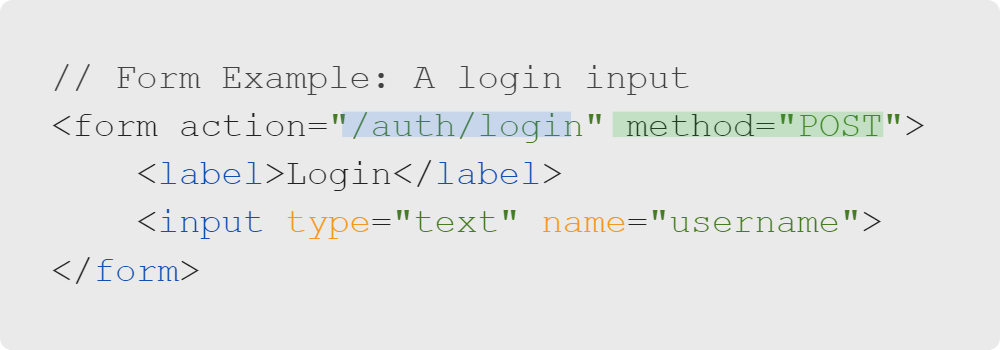 // Form Example: A login input
<form action="/auth/login" method="POST">
<label>Login</label>
<input type="text" name="username">
</form>